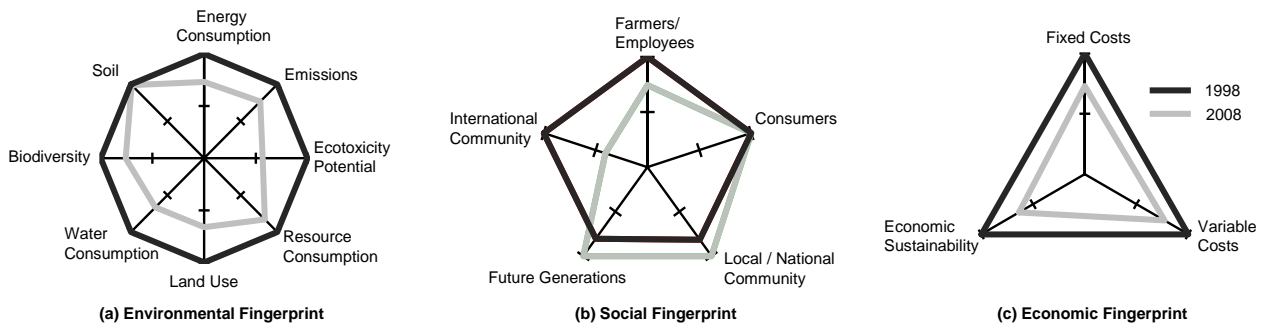 Energy
Consumption
Soil
Emissions
Biodiversity
Ecotoxicity
Potential
Water
Consumption
Resource
Consumption
Land Use
(a) Environmental Fingerprint
Farmers/
Employees
International
Community
Consumers
Future Generations
Local / National
Community
(b) Social Fingerprint
Fixed Costs
1998
2008
Economic
Sustainability
Variable
Costs
(c) Economic Fingerprint